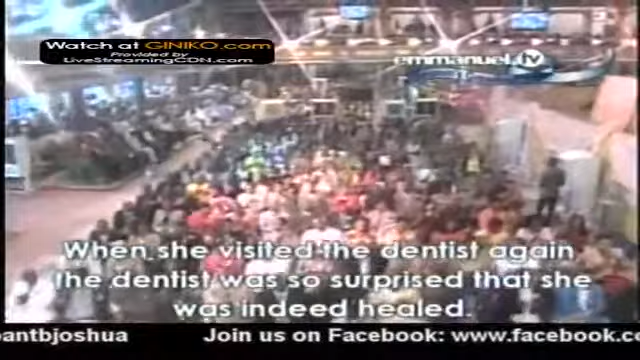 Watch at GINIKO.com
Provided by
LiveStreamingCDN.com
emmanuel.tv
When she visited the dentist again
the dentist was so surprised that she
was indeed healed.
pantbjoshua Join us on Facebook: www.facebook.co